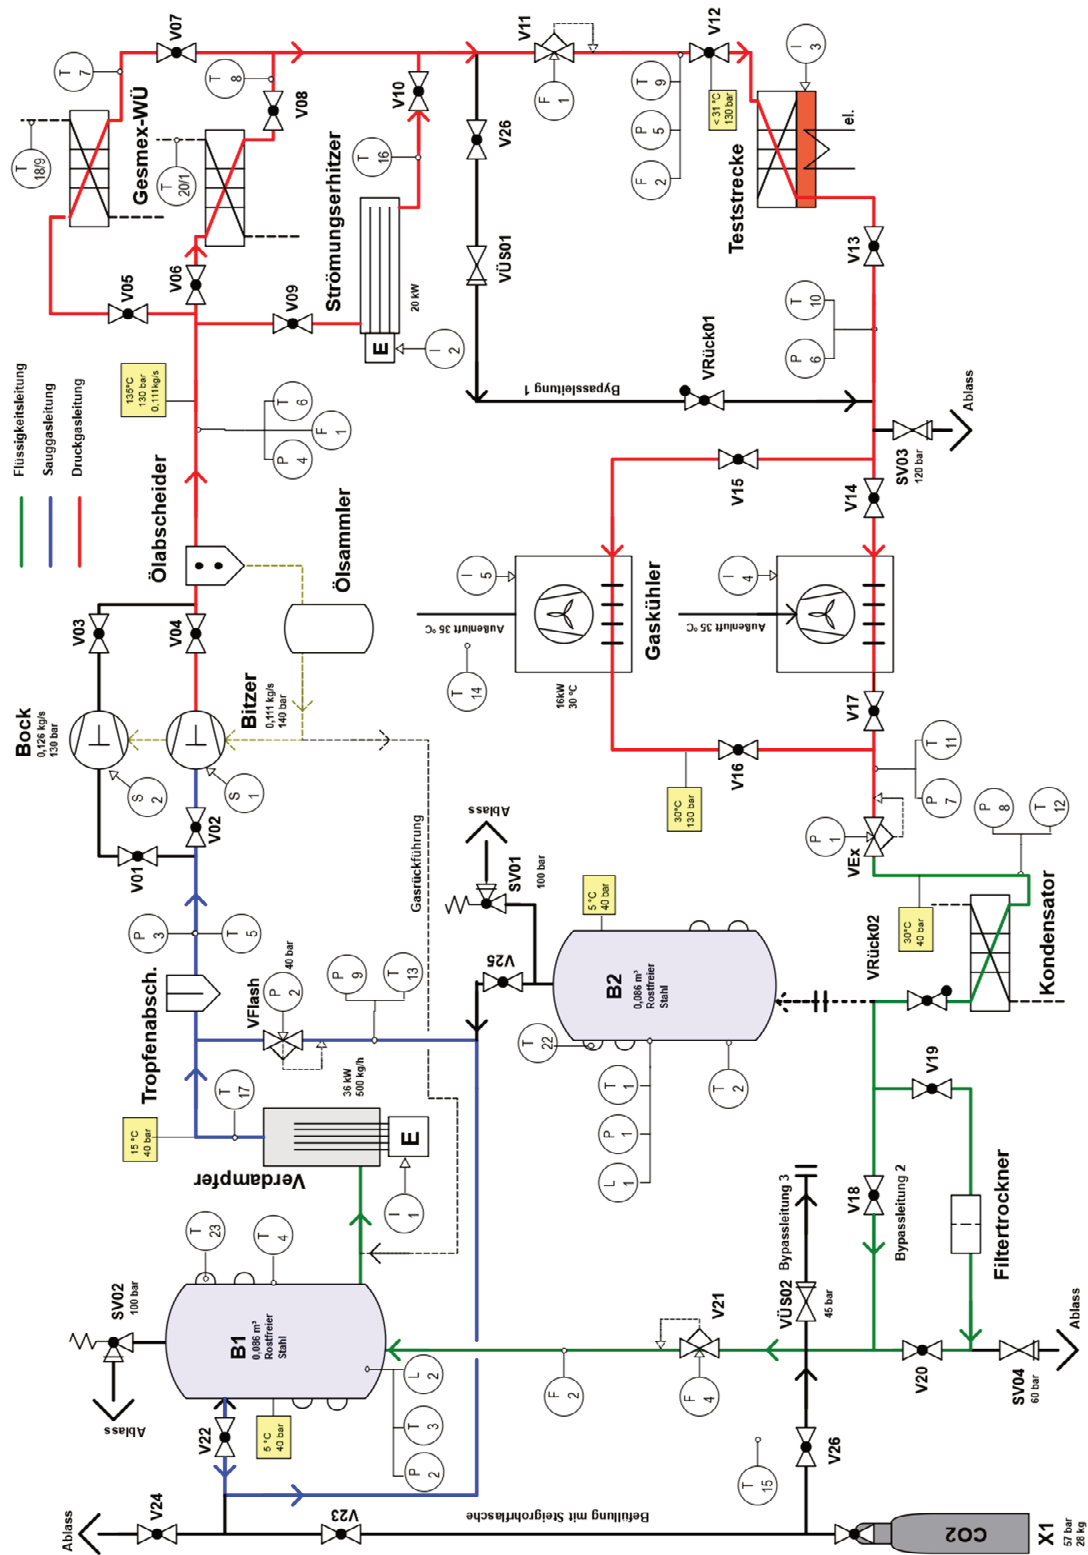 Flüssigkeitsleitung
Sauggasleitung
Druckgasleitung
V24
Ablass
V23
Befüllung mit Steigrohrflasche
CO2
X1
57 bar
28 kg
SV02
100 bar
Ablass
V22
B1
0,086 m³
Rostfreier
Stahl
5 °C
40 bar
P
2
T
3
L
2
T
23
T
4
Verdampfer
36 kW
500 kg/h
E
I
1
15 °C
40 bar
T
17
Tropfenabsch.
VFlash
P
2
40 bar
P
9
T
13
P
3
T
5
Gasrückführung
V01
V02
S
2
S
1
Bock
0,126 kg/s
130 bar
Bitzer
0,111 kg/s
140 bar
V03
V04
Ölabscheider
Ölsammler
135°C
130 bar
0,111kg/s
P
4
T
6
F
1
V05
V06
V09
Gesmex-WÜ
T
18/9
T
20/1
T
7
T
8
V07
V08
V10
Strömungserhitzer
20 kW
E
I
2
T
16
V26
VÜS01
Bypassleitung 1
VRück01
V11
F
1
F
2
P
5
T
9
V12
< 31 °C
130 bar
Teststrecke
I
3
el.
V13
P
6
T
10
SV03
120 bar
Ablass
V15
V14
Gaskühler
I
5
Außenluft 35 °C
T
14
16kW
30 °C
I
4
Außenluft 35 °C
V16
V17
30°C
130 bar
P
7
T
11
P
1
VEx
P
8
T
12
30°C
40 bar
Kondensator
VRück02
V25
SV01
100 bar
Ablass
B2
0,086 m³
Rostfreier
Stahl
5 °C
40 bar
T
22
L
1
P
1
T
1
T
2
V19
V18
Bypassleitung 2
Filtertrockner
V20
SV04
60 bar
Ablass
Bypassleitung 3
VÜS02
45 bar
V21
F
4
F
2
V26
T
15